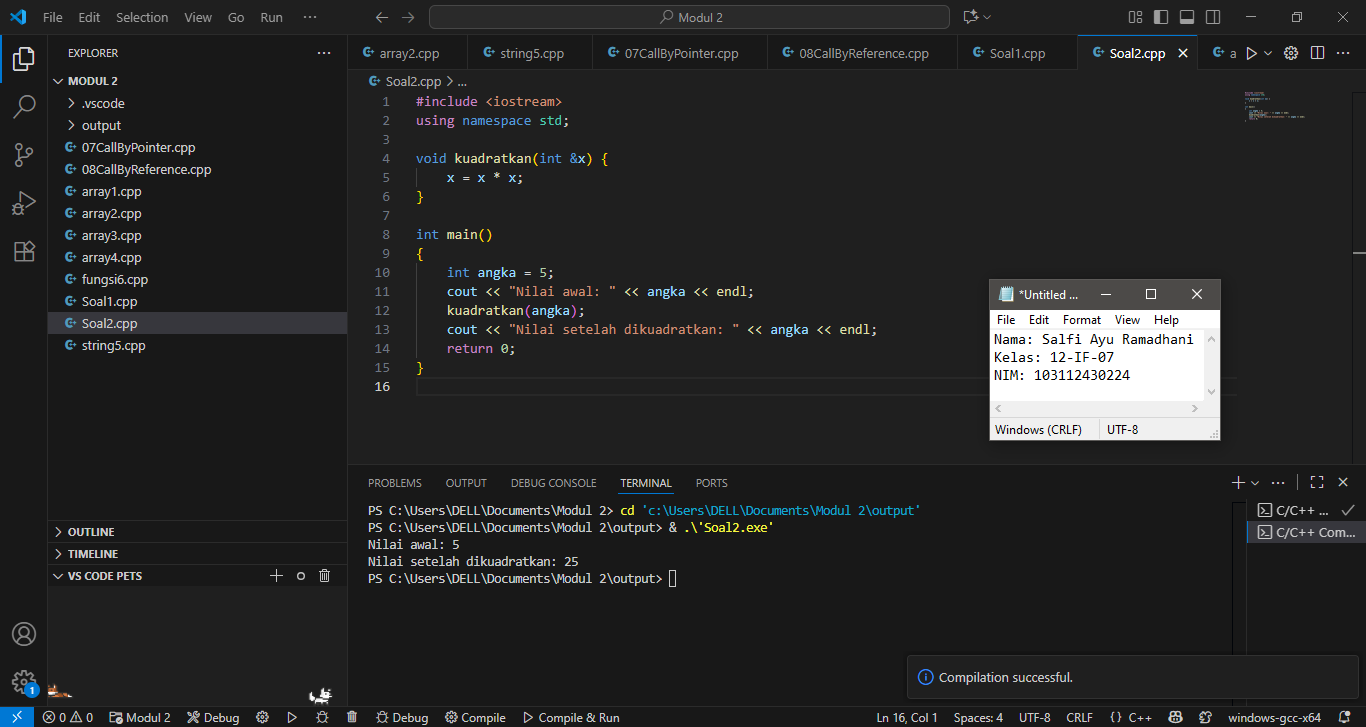 File Edit Selection View Go Run ··· Modul 2
EXPLORER ···
MODUL 2
.vscode
output
07CallByPointer.cpp
08CallByReference.cpp
array1.cpp
array2.cpp
array3.cpp
array4.cpp
fungsi6.cpp
Soal1.cpp
Soal2.cpp
string5.cpp
OUTLINE
TIMELINE
VS CODE PETS
array2.cpp string5.cpp 07CallByPointer.cpp 08CallByReference.cpp Soal1.cpp Soal2.cpp a
Soal2.cpp > ...
1 #include <iostream>
2 using namespace std;
3
4 void kuadratkan(int &x) {
5 x = x * x;
6 }
7
8 int main()
9 {
10 int angka = 5;
11 cout << "Nilai awal: " << angka << endl;
12 kuadratkan(angka);
13 cout << "Nilai setelah dikuadratkan: " << angka << endl;
14 return 0;
15 }
16
*Untitled ...
File Edit Format View Help
Nama: Salfi Ayu Ramadhani
Kelas: 12-IF-07
NIM: 103112430224
Windows (CRLF) UTF-8
PROBLEMS OUTPUT DEBUG CONSOLE TERMINAL PORTS
PS C:\Users\DELL\Documents\Modul 2> cd 'c:\Users\DELL\Documents\Modul 2\output'
PS C:\Users\DELL\Documents\Modul 2\output> & .\'Soal2.exe'
Nilai awal: 5
Nilai setelah dikuadratkan: 25
PS C:\Users\DELL\Documents\Modul 2\output>
C/C++ ...
C/C++ Com...
Compilation successful.
1
0 0 Modul 2 Debug Debug Compile Compile & Run Ln 16, Col 1 Spaces: 4 UTF-8 CRLF {} C++ windows-gcc-x64